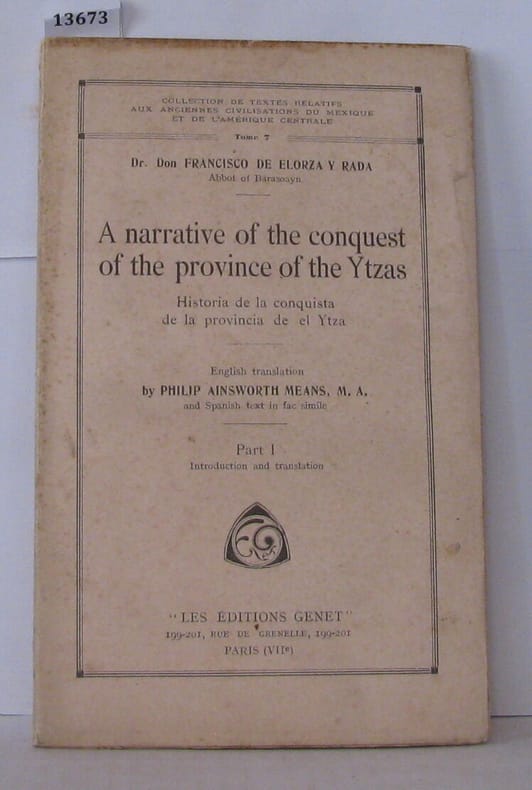 13673
COLLECTION DE TEXTES RELATIFS
AUX ANCIENNES CIVILISATIONS DU MEXIQUE
ET DE L'AMÉRIQUE CENTRALE
Tome 7
Dr. Don FRANCISCO DE ELORZA Y RADA
Abbot of Barasoayn
A narrative of the conquest
of the province of the Ytzas
Historia de la conquista
de la provincia de el Ytza
English translation
by PHILIP AINSWORTH MEANS, M. A.
and Spanish text in fac simile
Part I
Introduction and translation
"LES ÉDITIONS GENET"
199-201, RUE DE GRENELLE, 199-201
PARIS (VIIe)